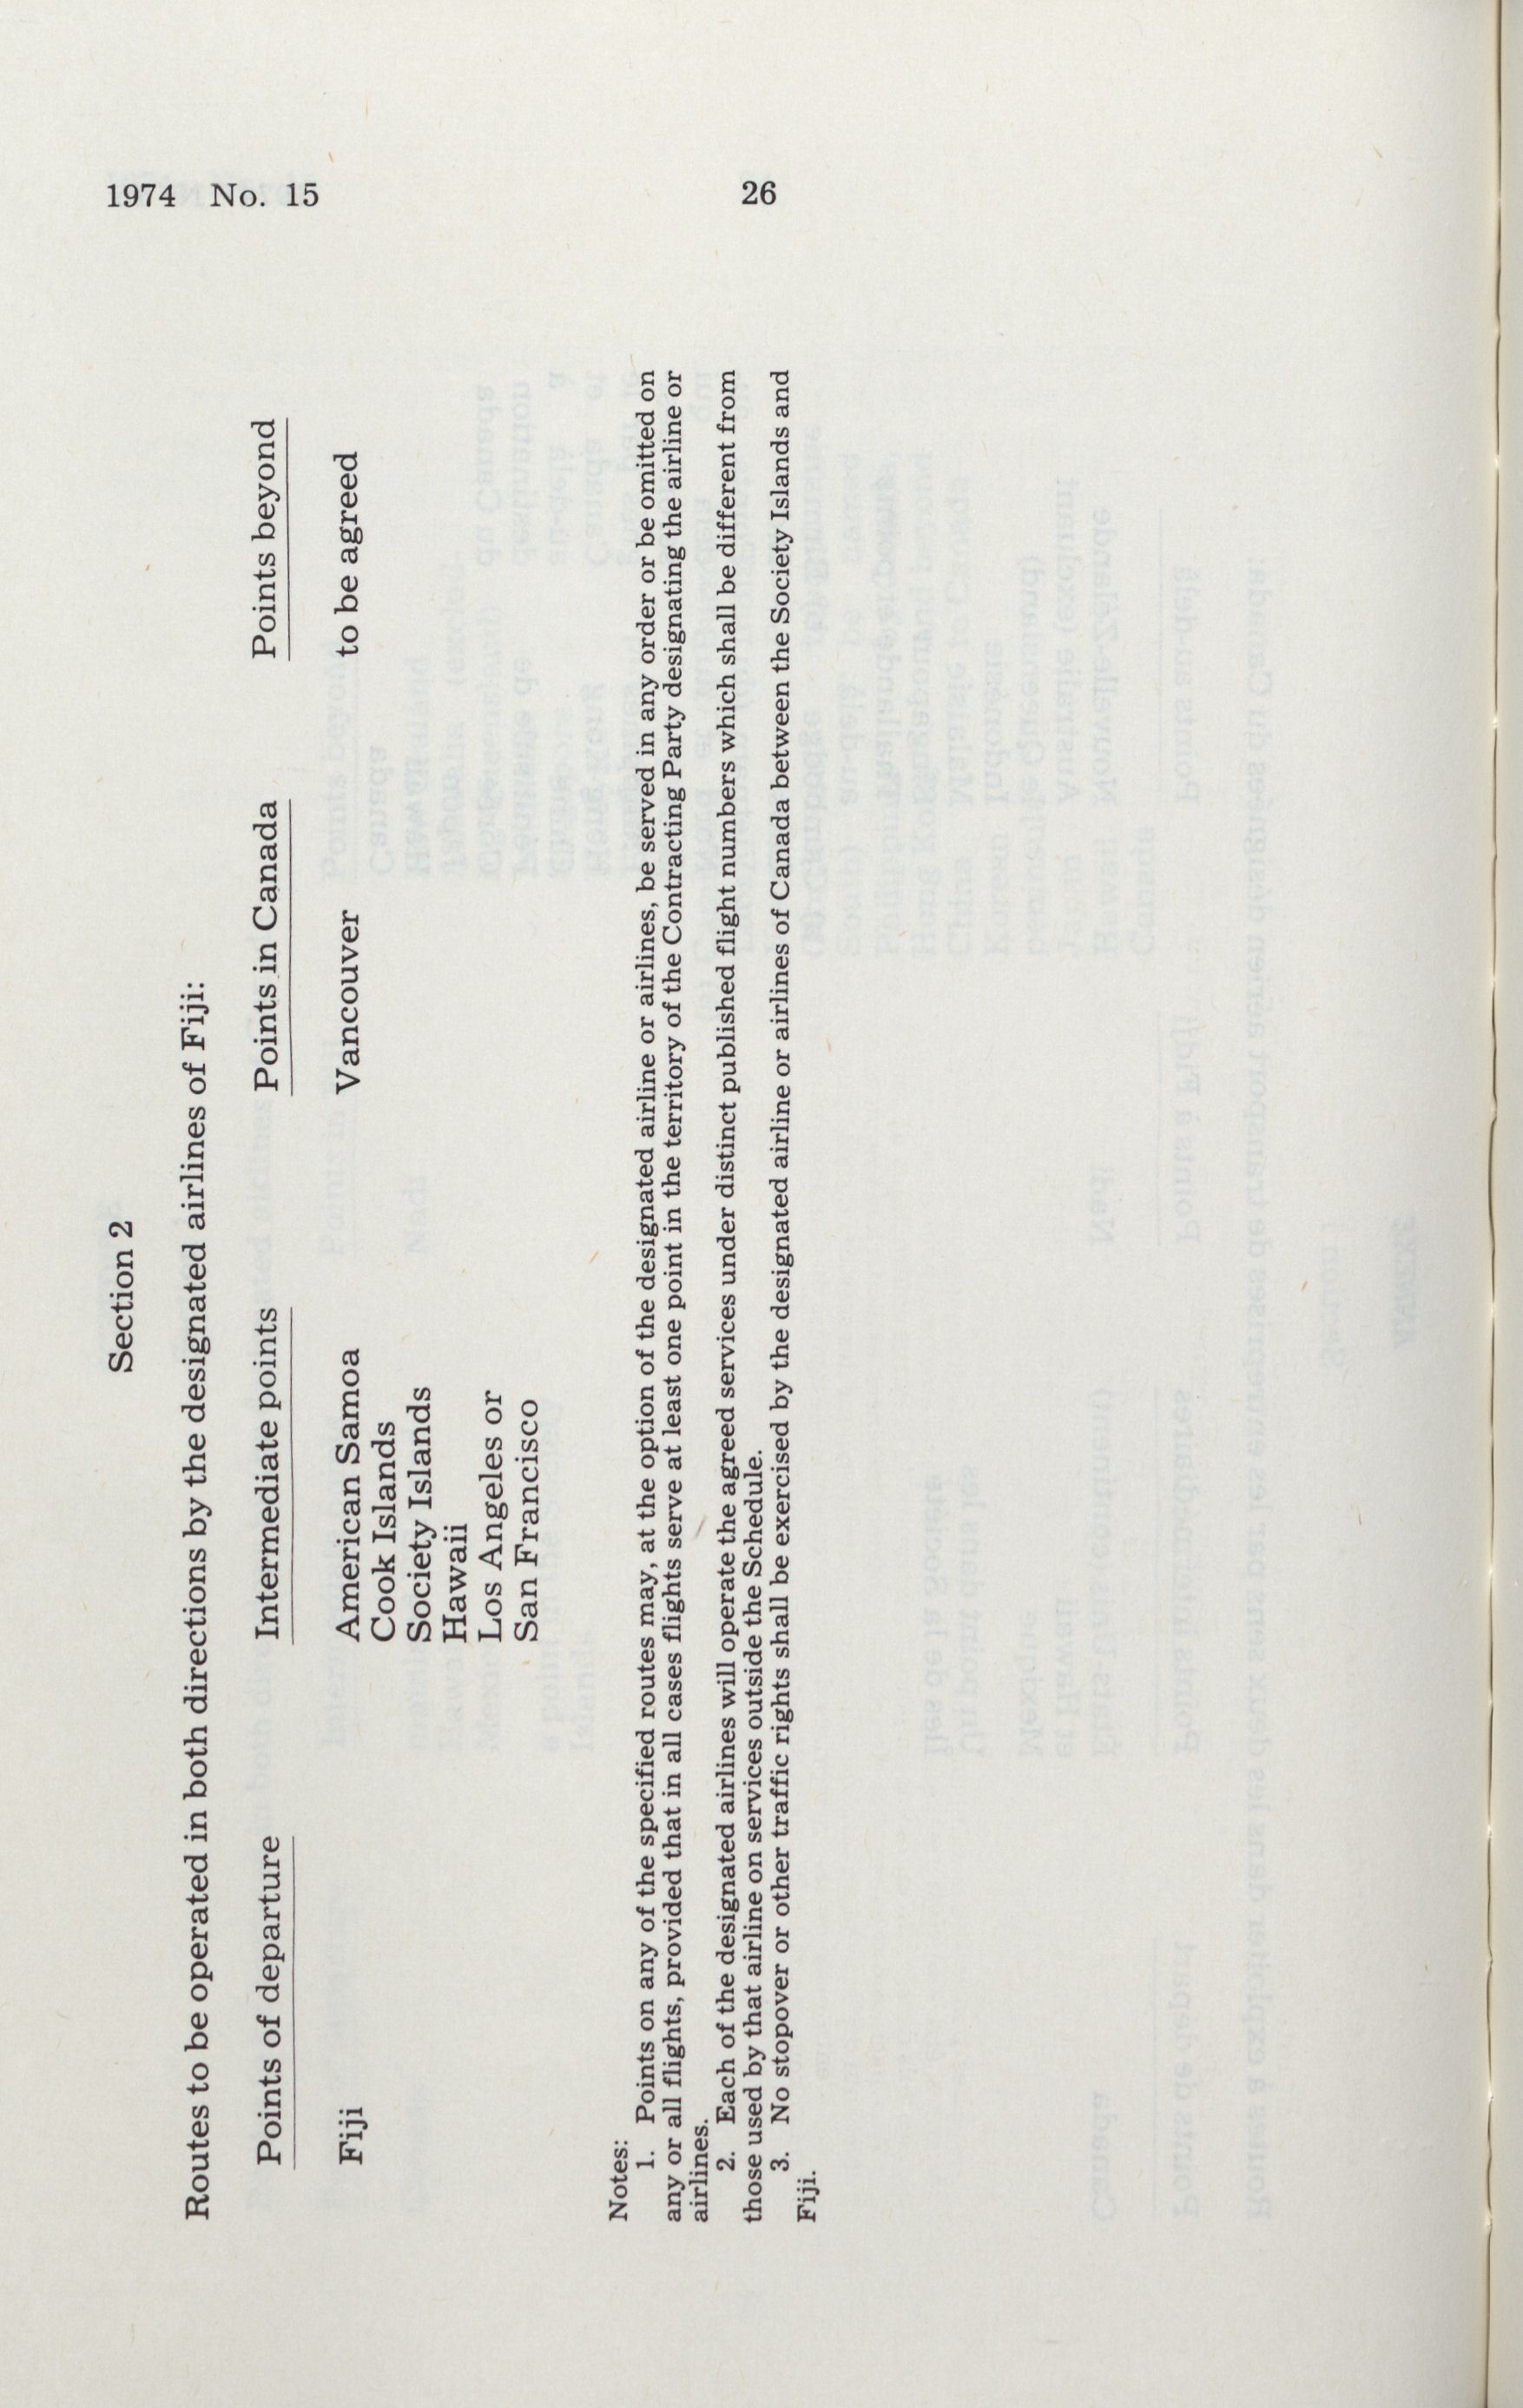 1974 No. 15
26
Section 2
Routes to be operated in both directions by the designated airlines of Fiji:
Points of departure Intermediate points Points in Canada Points beyond
Fiji American Samoa Vancouver to be agreed
Cook Islands
Society Islands
Hawaii
Los Angeles or
San Francisco
Notes:
1. Points on any of the specified routes may, at the option of the designated airline or airlines, be served in any order or be omitted on
any or all flights, provided that in all cases flights serve at least one point in the territory of the Contracting Party designating the airline or
airlines.
2. Each of the designated airlines will operate the agreed services under distinct published flight numbers which shall be different from
those used by that airline on services outside the Schedule.
3. No stopover or other traffic rights shall be exercised by the designated airline or airlines of Canada between the Society Islands and
Fiji.